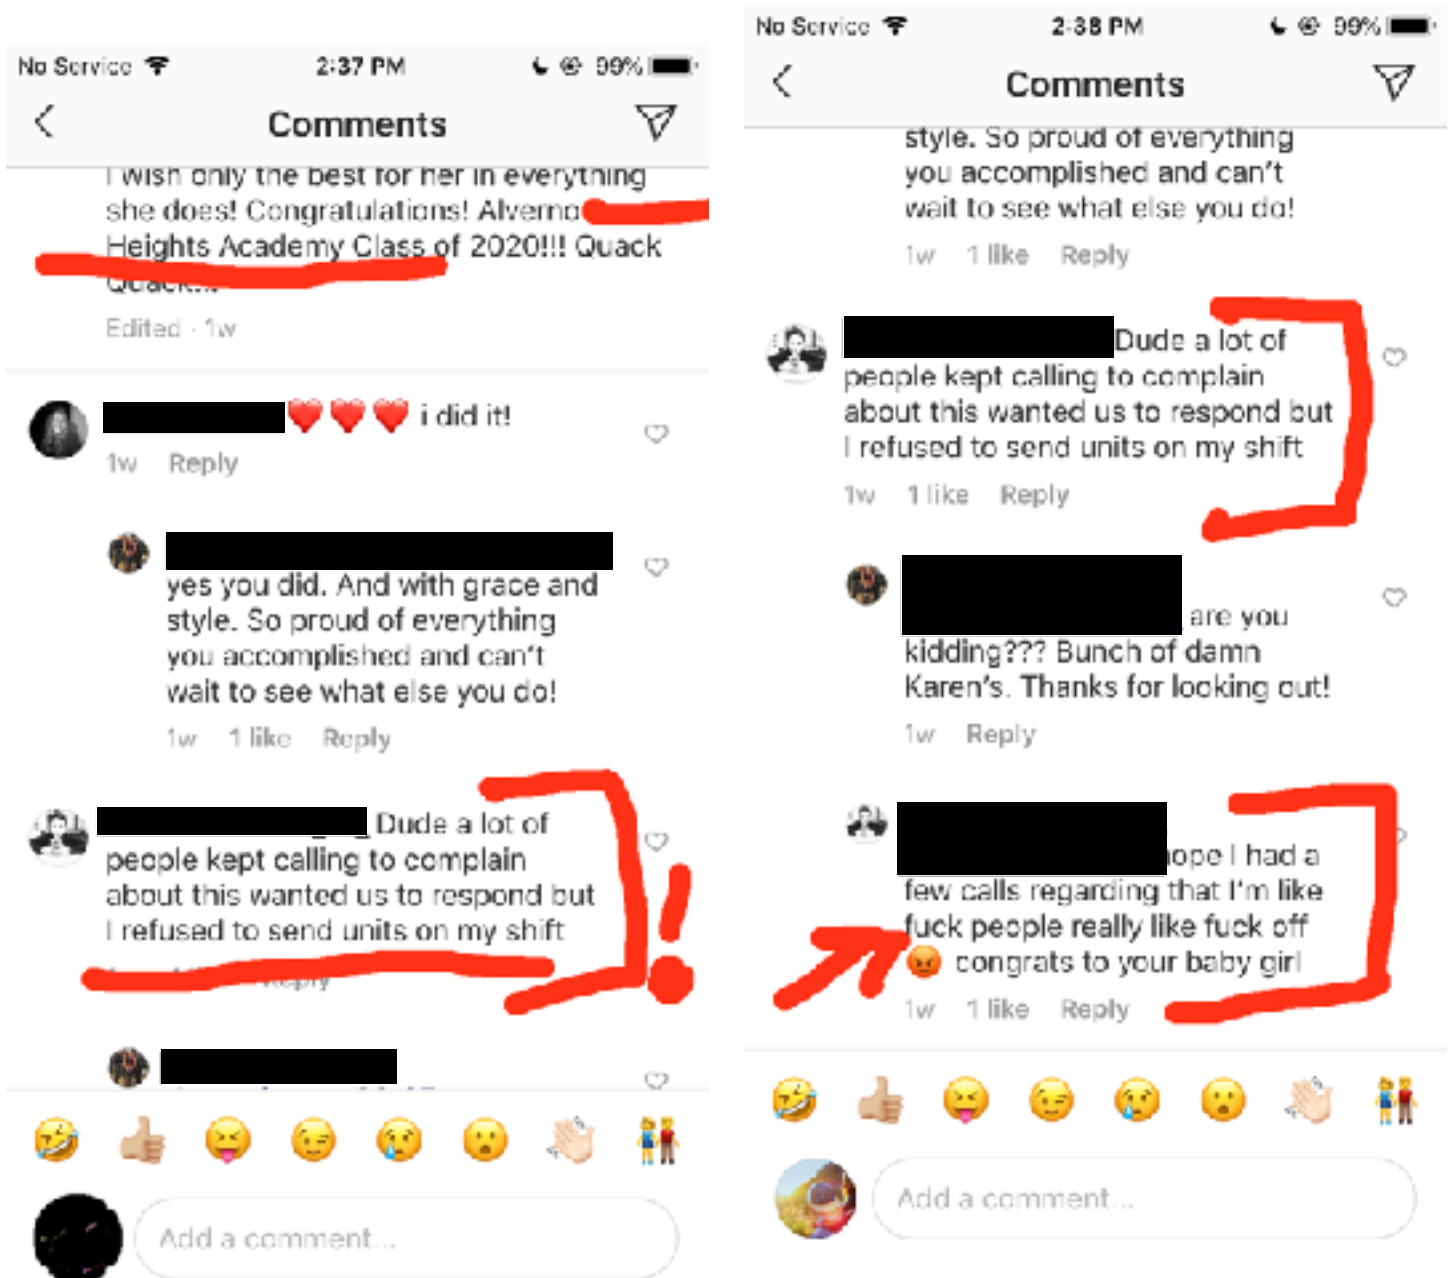 No Service
2:37 PM
99%
Comments
I wish only the best for her in everything
she does! Congratulations! Alverno
Heights Academy Class of 2020!!! Quack
Quack...
Edited · 1w
❤️❤️❤️ i did it!
1w Reply
yes you did. And with grace and
style. So proud of everything
you accomplished and can't
wait to see what else you do!
1w 1 like Reply
Dude a lot of
people kept calling to complain
about this wanted us to respond but
I refused to send units on my shift
Reply
Add a comment...
No Service
2:38 PM
99%
Comments
style. So proud of everything
you accomplished and can't
wait to see what else you do!
1w 1 like Reply
Dude a lot of
people kept calling to complain
about this wanted us to respond but
I refused to send units on my shift
1w 1 like Reply
are you
kidding??? Bunch of damn
Karen's. Thanks for looking out!
1w Reply
I had a
few calls regarding that I'm like
fuck people really like fuck off
😡 congrats to your baby girl
1w 1 like Reply
Add a comment...